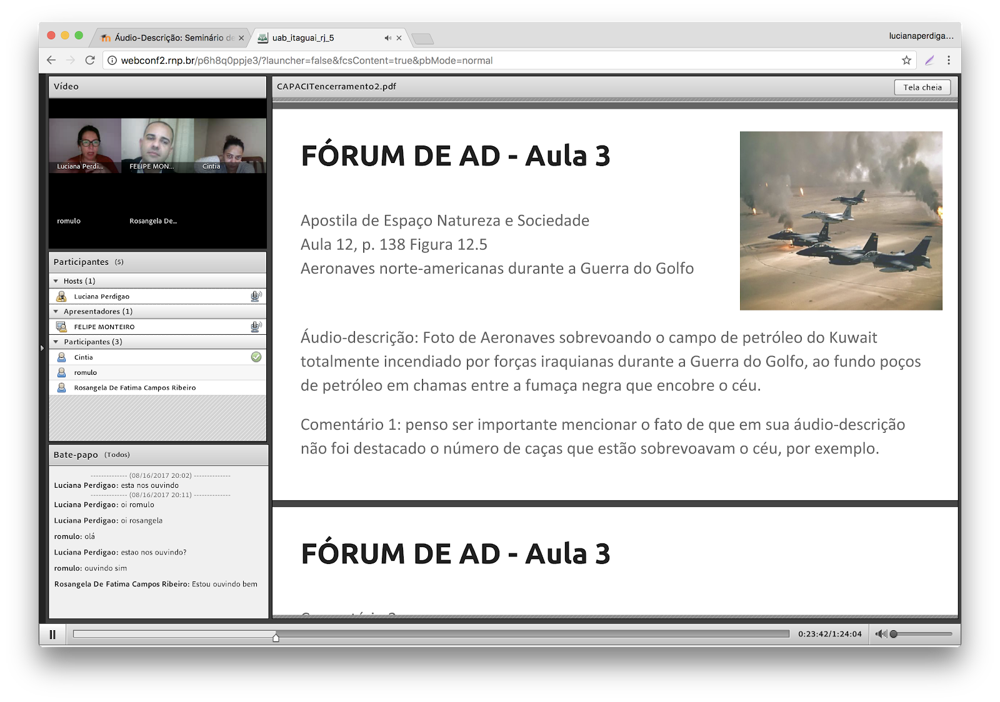 Áudio-Descrição: Seminário de
uab_itaguai_rj_5
lucianaperdiga...
webconf2.rnp.br/p6h8q0ppje3/?launcher=false&fcsContent=true&pbMode=normal
Vídeo
Luciana Perdi...
FELIPE MON...
Cintia
romulo
Rosangela De...
Participantes (5)
Hosts (1)
Luciana Perdigao
Apresentadores (1)
FELIPE MONTEIRO
Participantes (3)
Cintia
romulo
Rosangela De Fatima Campos Ribeiro
Bate-papo (Todos)
-------------- (08/16/2017 20:02) --------------
Luciana Perdigao: esta nos ouvindo
-------------- (08/16/2017 20:11) --------------
Luciana Perdigao: oi romulo
Luciana Perdigao: oi rosangela
romulo: olá
Luciana Perdigao: estao nos ouvindo?
romulo: ouvindo sim
Rosangela De Fatima Campos Ribeiro: Estou ouvindo bem
CAPACITencerramento2.pdf
Tela cheia
FÓRUM DE AD - Aula 3
Apostila de Espaço Natureza e Sociedade
Aula 12, p. 138 Figura 12.5
Aeronaves norte-americanas durante a Guerra do Golfo
Áudio-descrição: Foto de Aeronaves sobrevoando o campo de petróleo do Kuwait
totalmente incendiado por forças iraquianas durante a Guerra do Golfo, ao fundo poços
de petróleo em chamas entre a fumaça negra que encobre o céu.
Comentário 1: penso ser importante mencionar o fato de que em sua áudio-descrição
não foi destacado o número de caças que estão sobrevoavam o céu, por exemplo.
FÓRUM DE AD - Aula 3
0:23:42/1:24:04